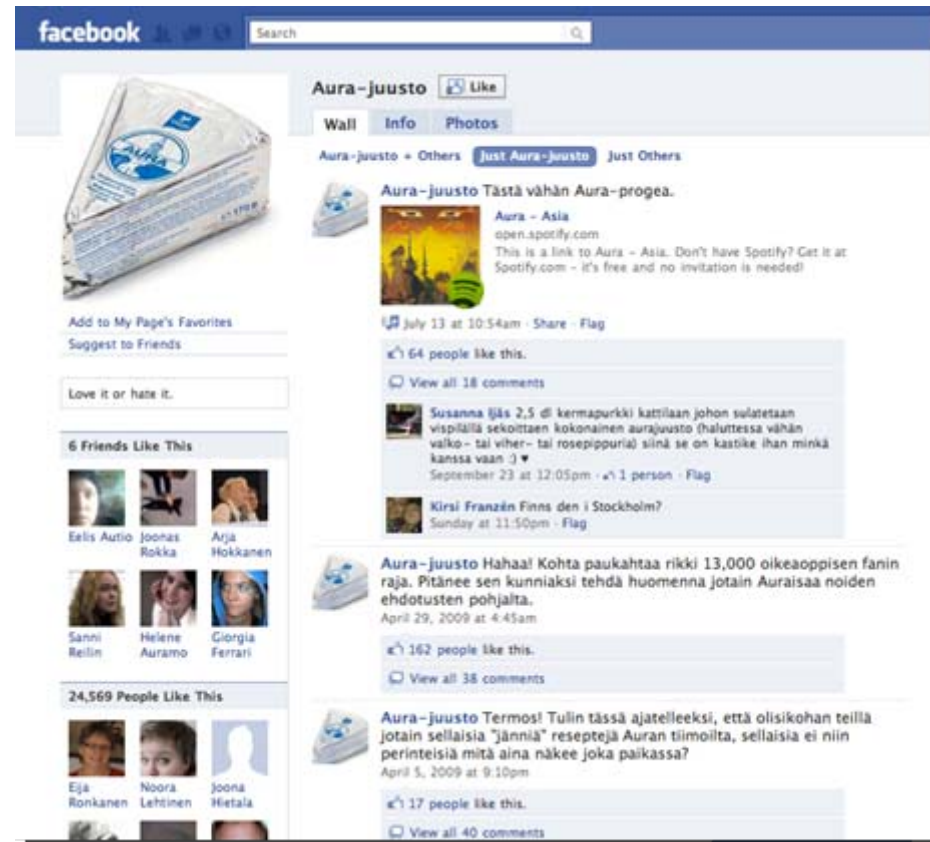 facebook
Search
AURA
170 g
Aura-juusto
Like
Wall
Info
Photos
Aura-juusto + Others
Just Aura-juusto
Just Others
Add to My Page's Favorites
Suggest to Friends
Love it or hate it.
6 Friends Like This
Eelis Autio
Joonas
Rokka
Arja
Hokkanen
Sanni
Reilin
Helene
Auramo
Giorgia
Ferrari
24,569 People Like This
Eija
Ronkanen
Noora
Lehtinen
Joona
Hietala
Aura-juusto Tästä vähän Aura-progea.
Aura - Asia
open.spotify.com
This is a link to Aura - Asia. Don't have Spotify? Get it at
Spotify.com - it's free and no invitation is needed!
July 13 at 10:54am · Share · Flag
64 people like this.
View all 18 comments
Susanna Ijäs 2,5 dl kermapurkki kattilaan johon sulatetaan
vispilällä sekoittaen kokonainen aurajuusto (haluttessa vähän
valko- tai viher- tai rosepippuria) siinä se on kastike ihan minkä
kanssa vaan :) ♥
September 23 at 12:05pm · 1 person · Flag
Kirsi Franzén Finns den i Stockholm?
Sunday at 11:50pm · Flag
Aura-juusto Hahaa! Kohta paukahtaa rikki 13,000 oikeaoppisen fanin
raja. Pitänee sen kunniaksi tehdä huomenna jotain Auraisaa noiden
ehdotusten pohjalta.
April 29, 2009 at 4:45am
162 people like this.
View all 38 comments
Aura-juusto Termos! Tulin tässä ajatelleeksi, että olisikohan teillä
jotain sellaisia "jänniä" reseptejä Auran tiimoilta, sellaisia ei niin
perinteisiä mitä aina näkee joka paikassa?
April 5, 2009 at 9:10pm
17 people like this.
View all 40 comments